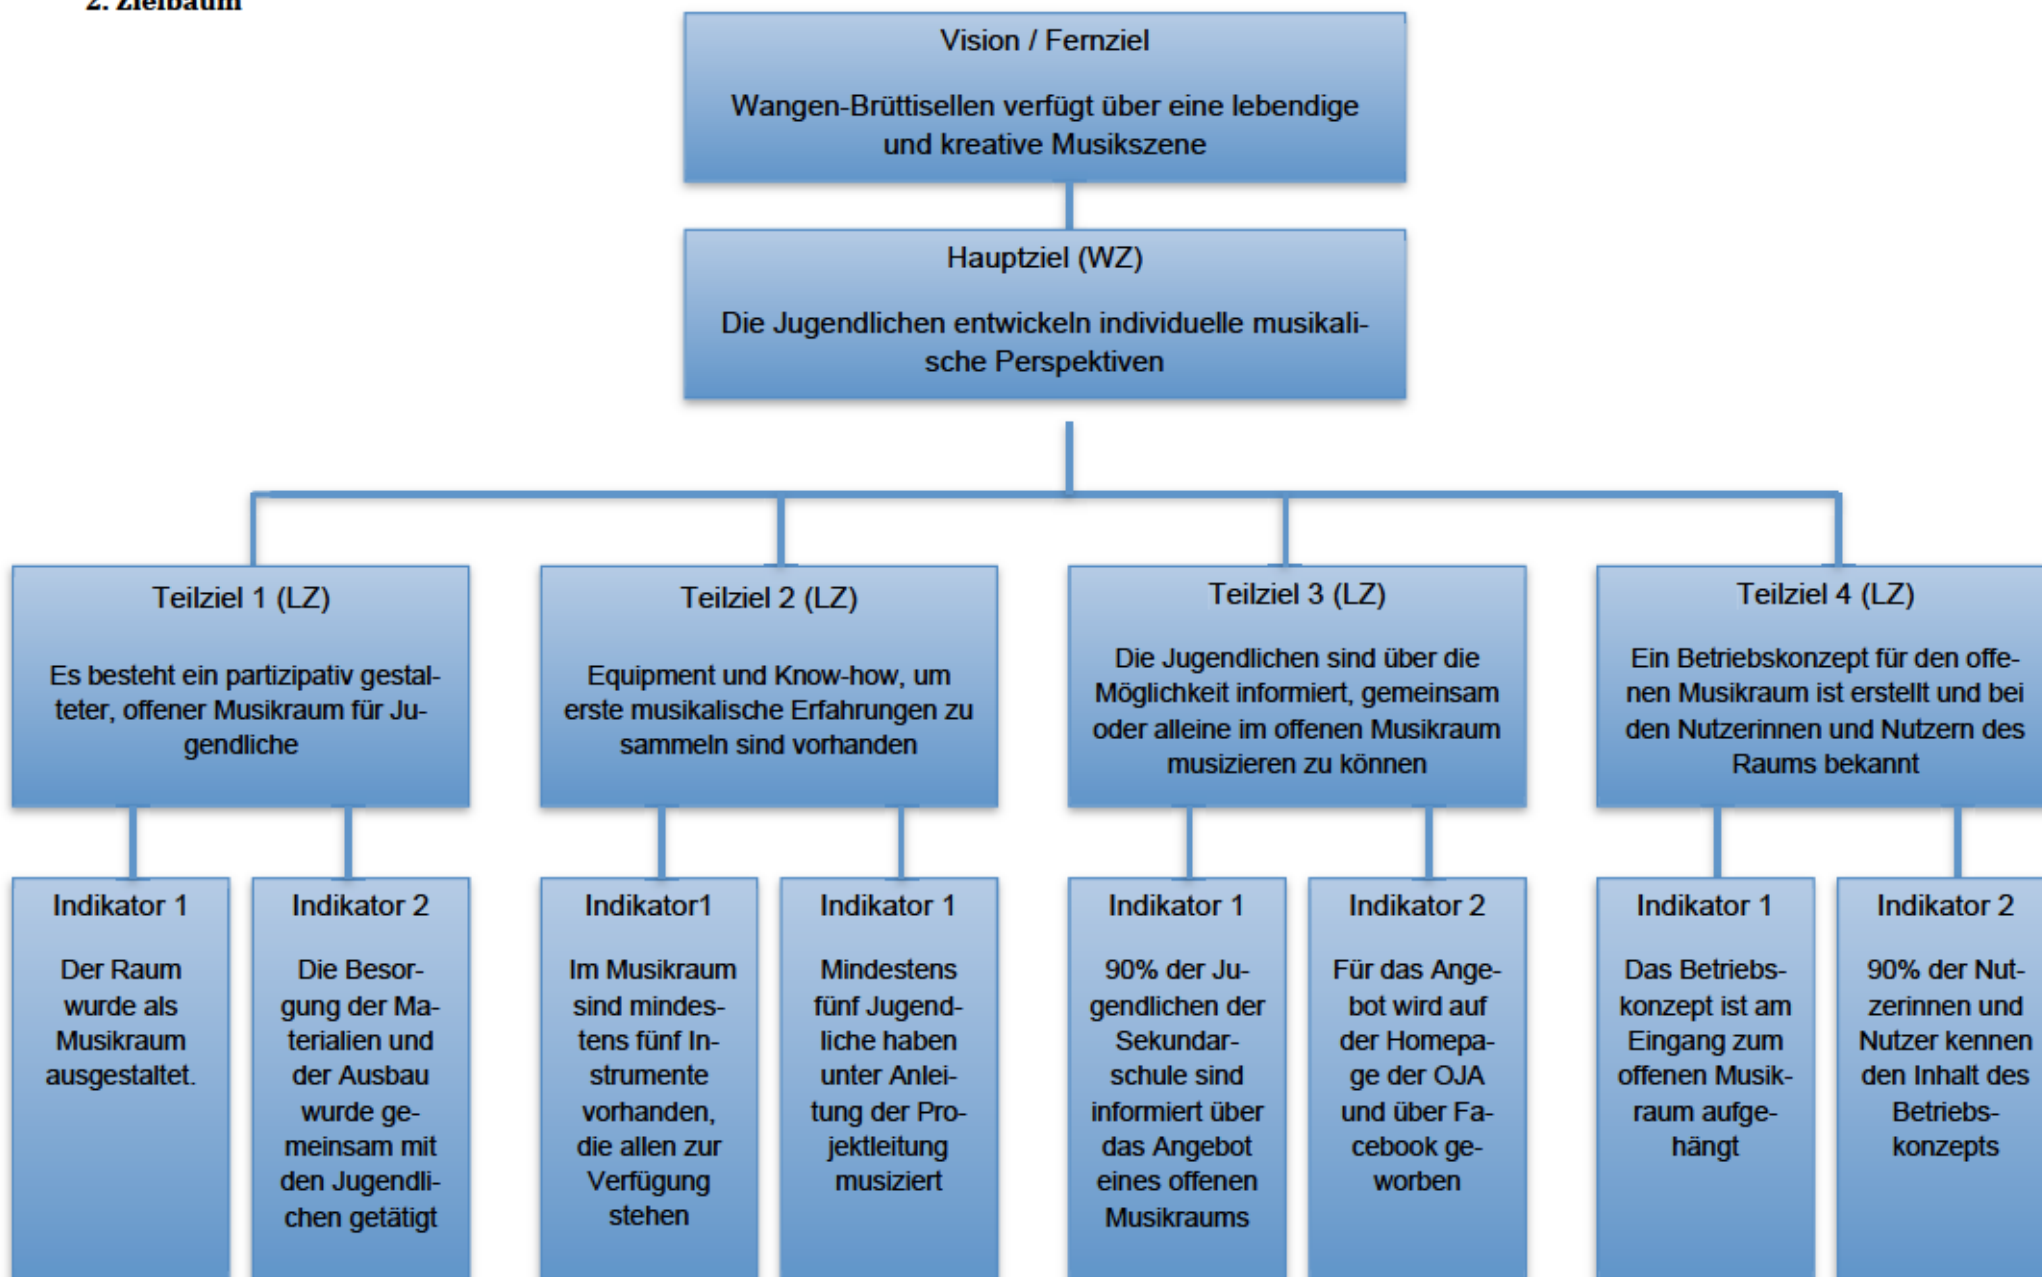 2. Zielbaum
Vision / Fernziel
Wangen-Brüttisellen verfügt über eine lebendige
und kreative Musikszene
Hauptziel (WZ)
Die Jugendlichen entwickeln individuelle musikali-
sche Perspektiven
Teilziel 1 (LZ)
Es besteht ein partizipativ gestal-
teter, offener Musikraum für Ju-
gendliche
Teilziel 2 (LZ)
Equipment und Know-how, um
erste musikalische Erfahrungen zu
sammeln sind vorhanden
Teilziel 3 (LZ)
Die Jugendlichen sind über die
Möglichkeit informiert, gemeinsam
oder alleine im offenen Musikraum
musizieren zu können
Teilziel 4 (LZ)
Ein Betriebskonzept für den offe-
nen Musikraum ist erstellt und bei
den Nutzerinnen und Nutzern des
Raums bekannt
Indikator 1
Der Raum
wurde als
Musikraum
ausgestaltet.
Indikator 2
Die Besor-
gung der Ma-
terialien und
der Ausbau
wurde ge-
meinsam mit
den Jugendli-
chen getätigt
Indikator1
Im Musikraum
sind mindes-
tens fünf In-
strumente
vorhanden,
die allen zur
Verfügung
stehen
Indikator 1
Mindestens
fünf Jugend-
liche haben
unter Anlei-
tung der Pro-
jektleitung
musiziert
Indikator 1
90% der Ju-
gendlichen der
Sekundar-
schule sind
informiert über
das Angebot
eines offenen
Musikraums
Indikator 2
Für das Ange-
bot wird auf
der Homepa-
ge der OJA
und über Fa-
cebook ge-
worben
Indikator 1
Das Betriebs-
konzept ist am
Eingang zum
offenen Musik-
raum aufge-
hängt
Indikator 2
90% der Nut-
zerinnen und
Nutzer kennen
den Inhalt des
Betriebs-
konzepts